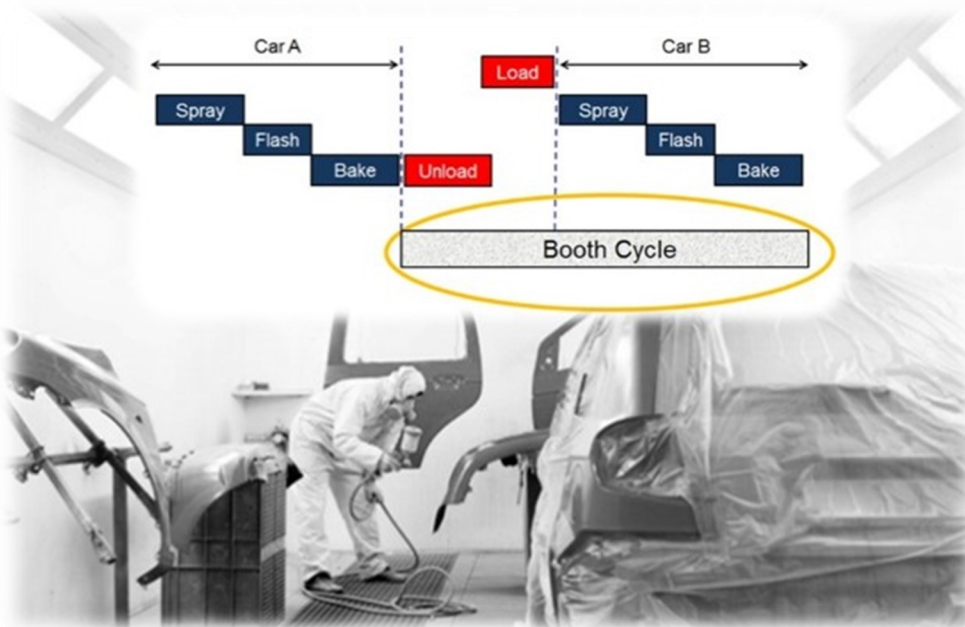 Car A
Car B
Load
Spray
Spray
Flash
Flash
Bake
Unload
Bake
Booth Cycle